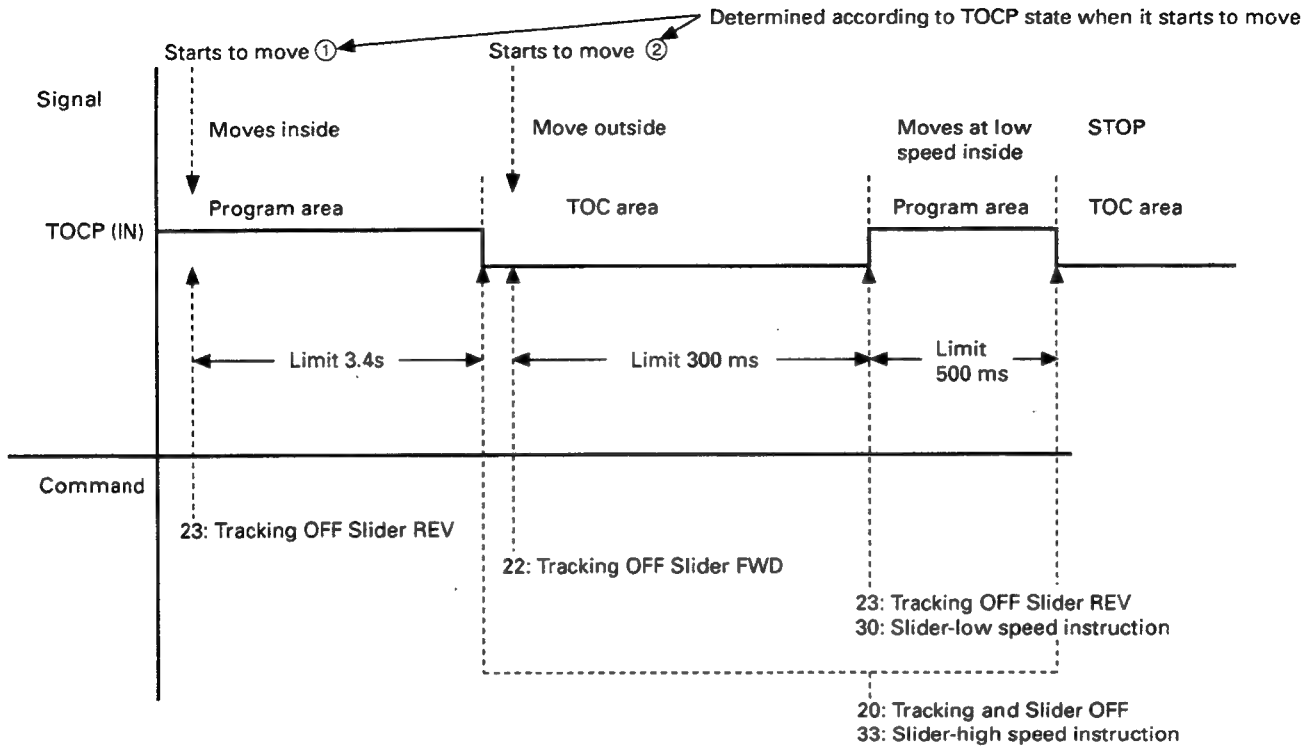 Determined according to TOCP state when it starts to move
Starts to move ①
Starts to move ②
Signal
Moves inside
Move outside
Moves at low
speed inside
STOP
Program area
TOC area
Program area
TOC area
TOCP (IN)
Limit 3.4s
Limit 300 ms
Limit
500 ms
Command
23: Tracking OFF Slider REV
22: Tracking OFF Slider FWD
23: Tracking OFF Slider REV
30: Slider-low speed instruction
20: Tracking and Slider OFF
33: Slider-high speed instruction